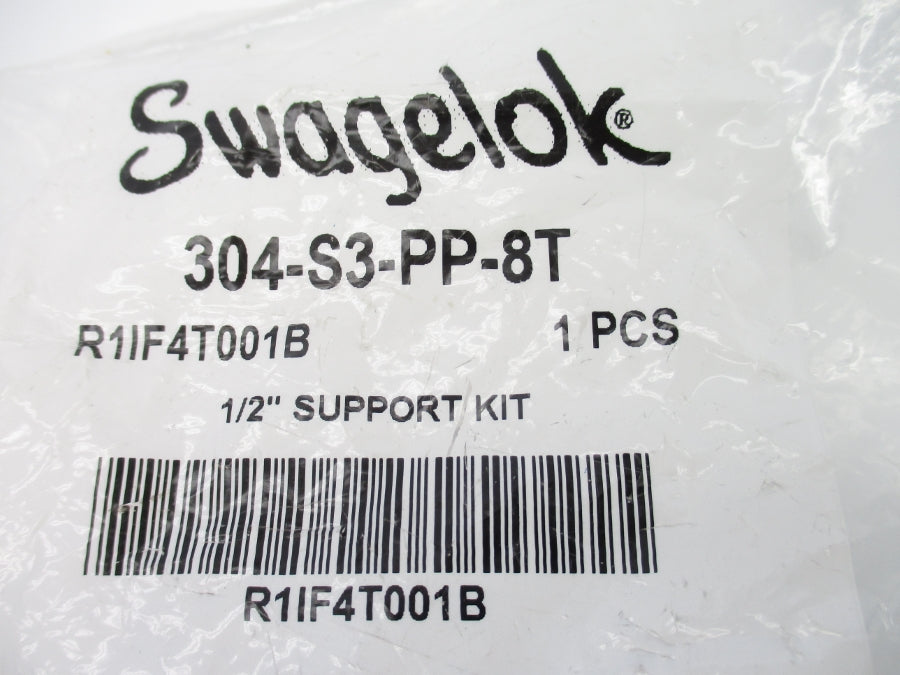 Swagelok®
304-S3-PP-8T
R1IF4T001B 1 PCS
1/2" SUPPORT KIT
R1IF4T001B